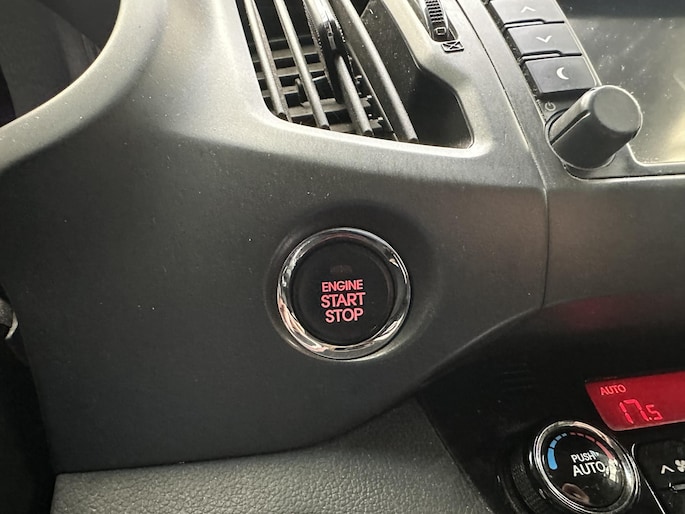 ENGINE
START
STOP
AUTO
17.5
PUSH
AUTO